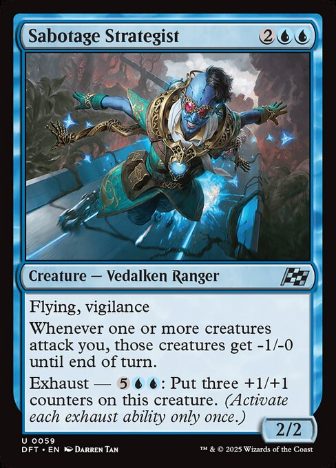 Sabotage Strategist 2
Creature — Vedalken Ranger
Flying, vigilance
Whenever one or more creatures
attack you, those creatures get -1/-0
until end of turn.
Exhaust — 5: Put three +1/+1
counters on this creature. (Activate
each exhaust ability only once.)
2/2
U 0059
DFT • EN Darren Tan
™ & © 2025 Wizards of the Coast